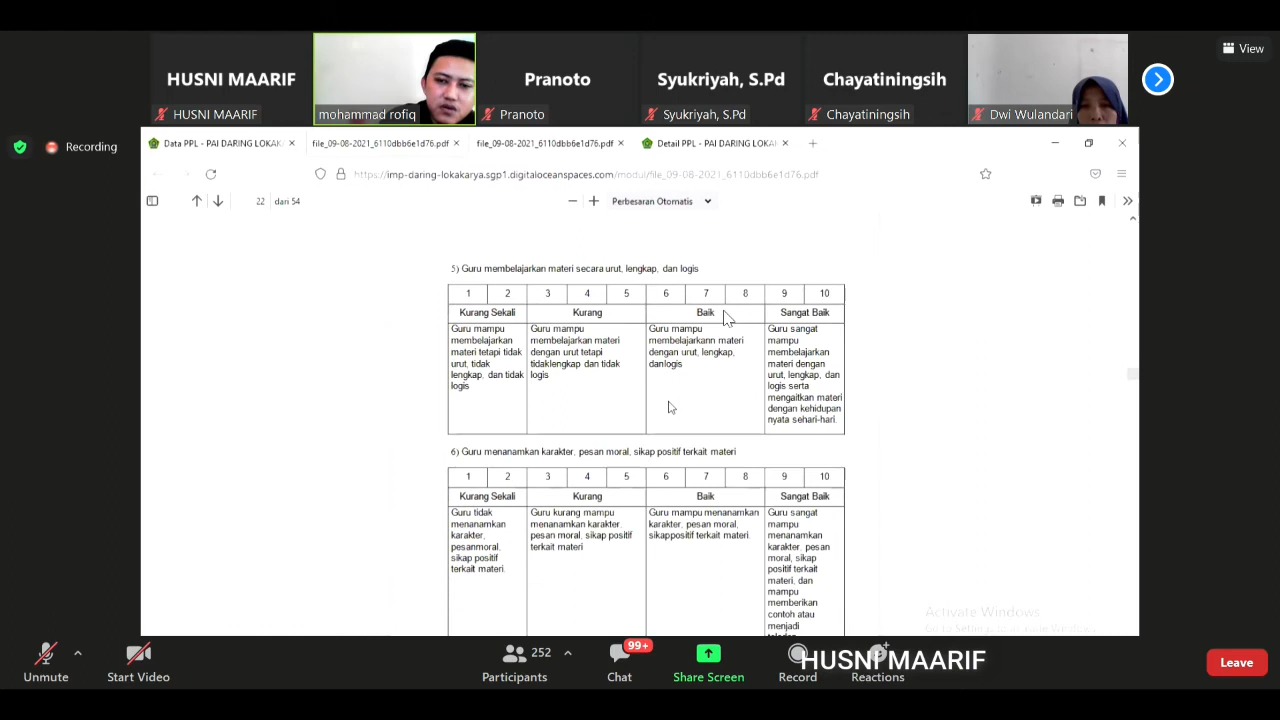 View
HUSNI MAARIF
Pranoto
Syukriyah, S.Pd
Chayatiningsih
HUSNI MAARIF
mohammad rofiq
Pranoto
Syukriyah, S.Pd
Chayatiningsih
Dwi Wulandari
Recording
Data PPL - PAI DARING LOKAKA
file_09-08-2021_6110dbb6e1d76.pdf
file_09-08-2021_6110dbb6e1d76.pdf
Detail PPL - PAI DARING LOKA
https://imp-daring-lokakarya.sgp1.digitaloceanspaces.com/modul/file_09-08-2021_6110dbb6e1d76.pdf
22 dari 54
Perbesaran Otomatis
5) Guru membelajarkan materi secara urut, lengkap, dan logis
1 2 3 4 5 6 7 8 9 10
Kurang Sekali Kurang Baik Sangat Baik
Guru mampu
membelajarkan
materi tetapi tidak
urut, tidak
lengkap, dan tidak
logis
Guru mampu
membelajarkan materi
dengan urut tetapi
tidaklengkap dan tidak
logis
Guru mampu
membelajarkann materi
dengan urut, lengkap,
danlogis
Guru sangat
mampu
membelajarkan
materi dengan
urut, lengkap, dan
logis serta
mengaitkan materi
dengan kehidupan
nyata sehari-hari.
6) Guru menanamkan karakter, pesan moral, sikap positif terkait materi
1 2 3 4 5 6 7 8 9 10
Kurang Sekali Kurang Baik Sangat Baik
Guru tidak
menanamkan
karakter,
pesanmoral,
sikap positif
terkait materi.
Guru kurang mampu
menanamkan karakter,
pesan moral, sikap positif
terkait materi
Guru mampu menanamkan
karakter, pesan moral,
sikappositif terkait materi.
Guru sangat
mampu
menanamkan
karakter, pesan
moral, sikap
positif terkait
materi, dan
mampu
memberikan
contoh atau
menjadi
Activate Windows
Go to Settings to activate Windows.
Unmute
Start Video
252
Participants
99+
Chat
Share Screen
Record
Reactions
HUSNI MAARIF
Leave